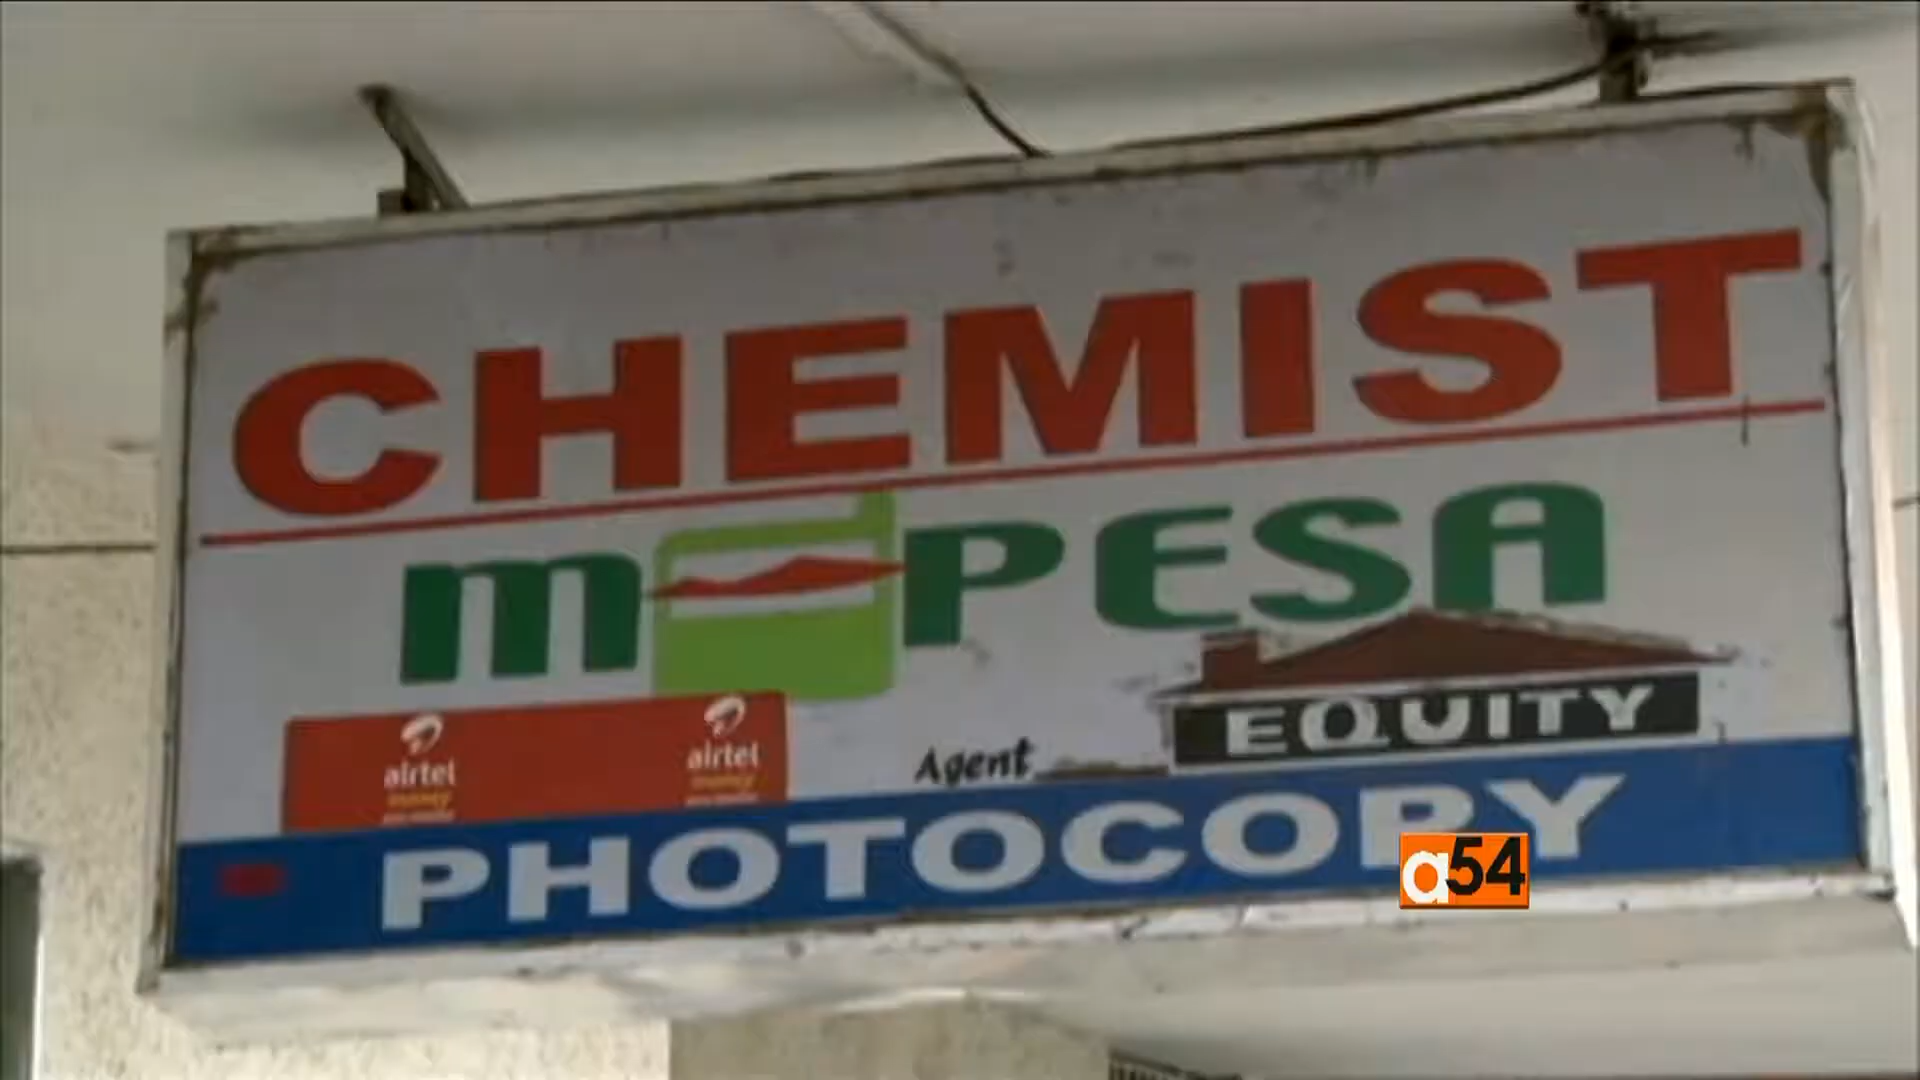 CHEMIST
m-PESA
EQUITY
airtel
money
airtel
money
Agent
PHOTOCOPY
a54